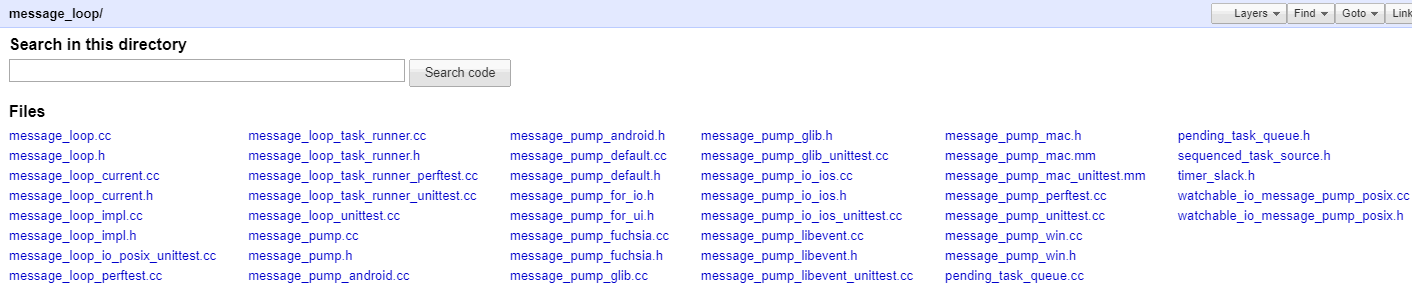 message_loop/
Layers Find Goto Link
Search in this directory
Search code
Files
message_loop.cc message_loop_task_runner.cc message_pump_android.h message_pump_glib.h message_pump_mac.h pending_task_queue.h
message_loop.h message_loop_task_runner.h message_pump_default.cc message_pump_glib_unittest.cc message_pump_mac.mm sequenced_task_source.h
message_loop_current.cc message_loop_task_runner_perftest.cc message_pump_default.h message_pump_io_ios.cc message_pump_mac_unittest.mm timer_slack.h
message_loop_current.h message_loop_task_runner_unittest.cc message_pump_for_io.h message_pump_io_ios.h message_pump_perftest.cc watchable_io_message_pump_posix.cc
message_loop_impl.cc message_loop_unittest.cc message_pump_for_ui.h message_pump_io_ios_unittest.cc message_pump_unittest.cc watchable_io_message_pump_posix.h
message_loop_impl.h message_pump.cc message_pump_fuchsia.cc message_pump_libevent.cc message_pump_win.cc
message_loop_io_posix_unittest.cc message_pump.h message_pump_fuchsia.h message_pump_libevent.h message_pump_win.h
message_loop_perftest.cc message_pump_android.cc message_pump_glib.cc message_pump_libevent_unittest.cc pending_task_queue.cc